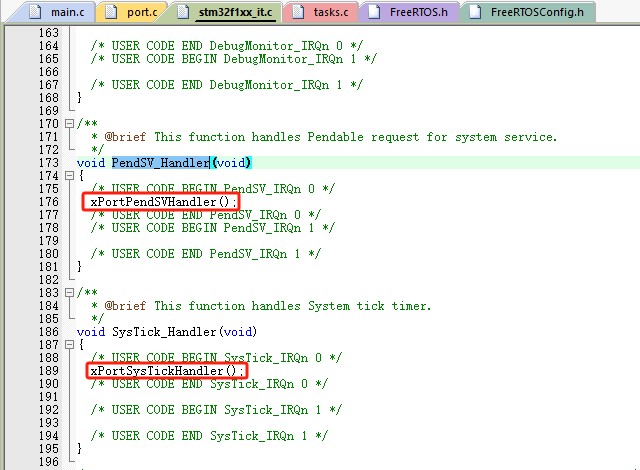 main.c port.c stm32f1xx_it.c tasks.c FreeRTOS.h FreeRTOSConfig.h
163
164 /* USER CODE END DebugMonitor_IRQn 0 */
165 /* USER CODE BEGIN DebugMonitor_IRQn 1 */
166
167 /* USER CODE END DebugMonitor_IRQn 1 */
168 }
169
170 /**
171 * @brief This function handles Pendable request for system service.
172 */
173 void PendSV_Handler(void)
174 {
175 /* USER CODE BEGIN PendSV_IRQn 0 */
176 xPortPendSVHandler();
177 /* USER CODE END PendSV_IRQn 0 */
178 /* USER CODE BEGIN PendSV_IRQn 1 */
179
180 /* USER CODE END PendSV_IRQn 1 */
181 }
182
183 /**
184 * @brief This function handles System tick timer.
185 */
186 void SysTick_Handler(void)
187 {
188 /* USER CODE BEGIN SysTick_IRQn 0 */
189 xPortSysTickHandler();
190 /* USER CODE END SysTick_IRQn 0 */
191
192 /* USER CODE BEGIN SysTick_IRQn 1 */
193
194 /* USER CODE END SysTick_IRQn 1 */
195 }
196